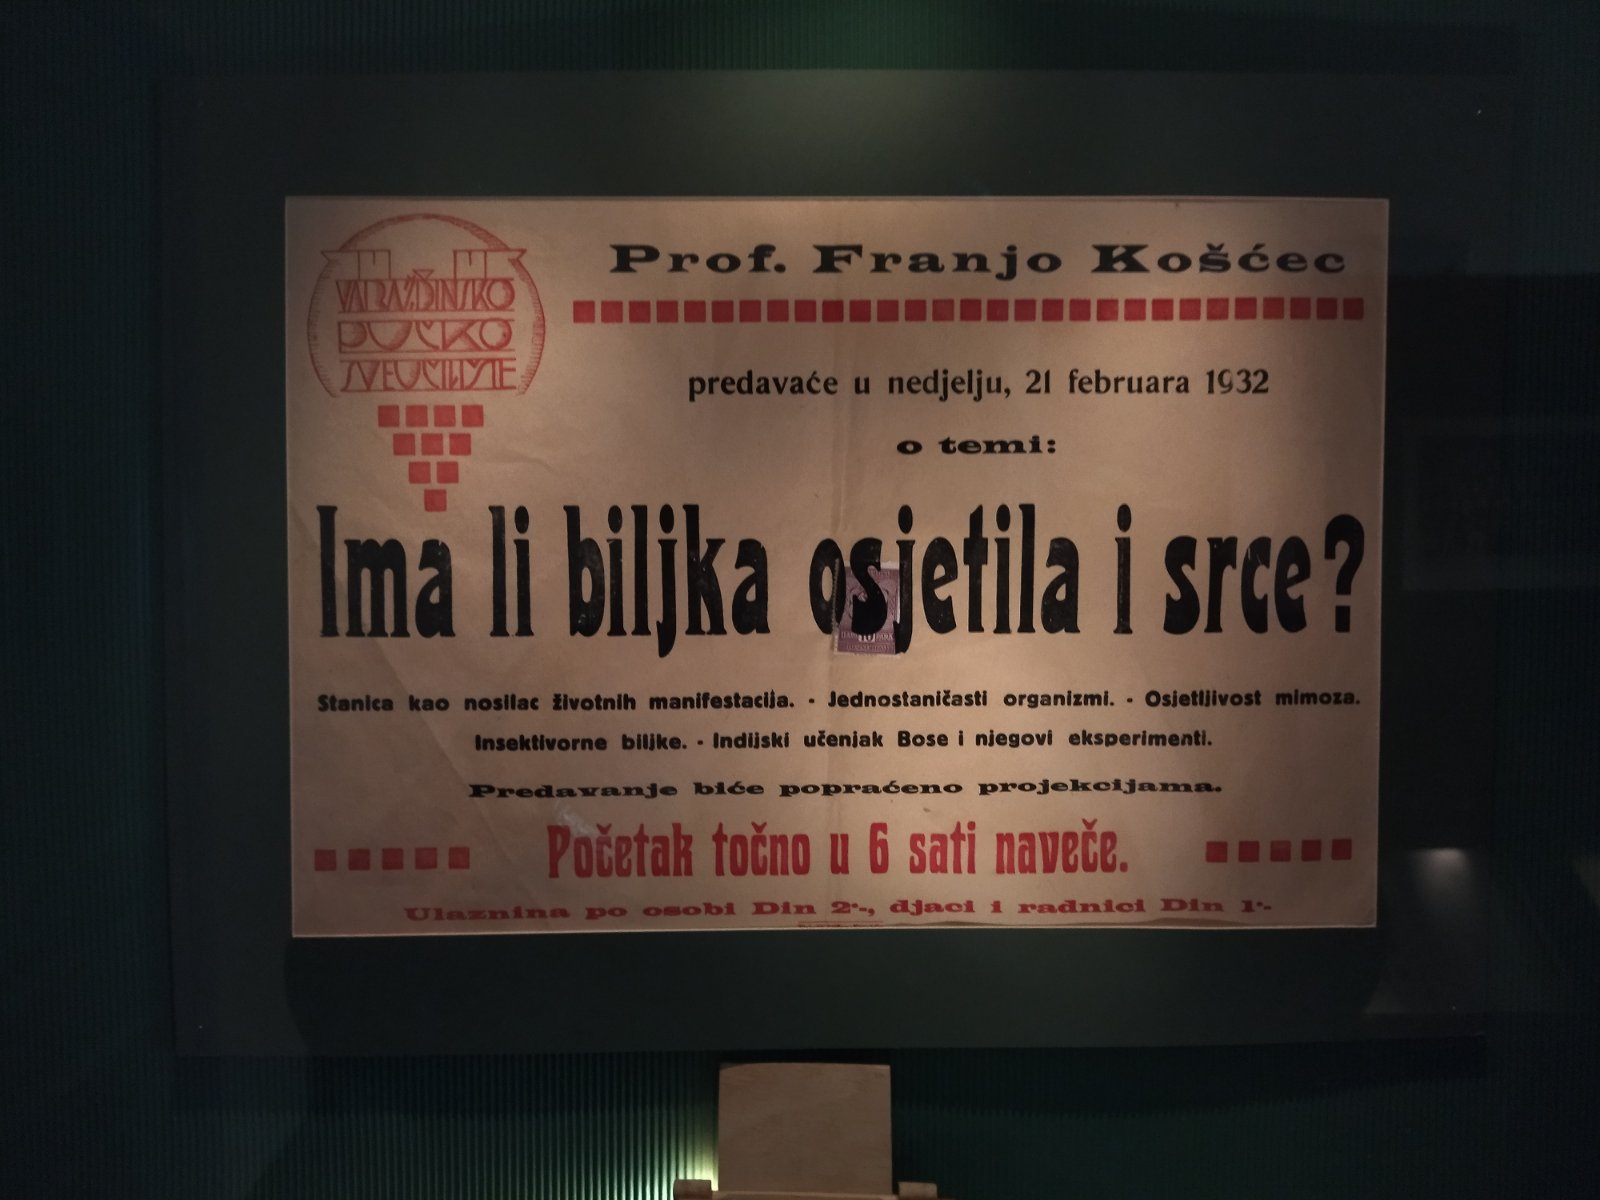 VARAŽDINSKO
PUČKO
SVEUČILIŠTE
Prof. Franjo Košćec
predavaće u nedjelju, 21 februara 1932
o temi:
Ima li biljka osjetila i srce?
10 PARA
Stanica kao nosilac životnih manifestacija. - Jednostaničasti organizmi. - Osjetljivost mimoza.
Insektivorne biljke. - Indijski učenjak Bose i njegovi eksperimenti.
Predavanje biće popraćeno projekcijama.
Početak točno u 6 sati naveče.
Ulaznina po osobi Din 2·-, djaci i radnici Din 1·-